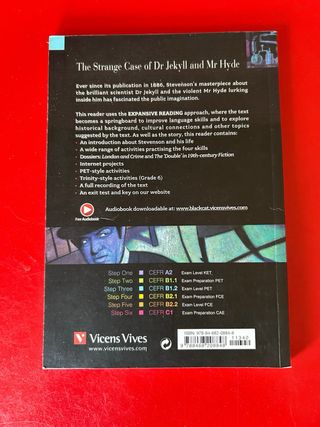 The Strange Case of Dr Jekyll and Mr Hyde
Ever since its publication in 1886, Stevenson's masterpiece about
the brilliant scientist Dr Jekyll and the violent Mr Hyde lurking
inside him has fascinated the public imagination.
This reader uses the EXPANSIVE READING approach, where the text
becomes a springboard to improve language skills and to explore
historical background, cultural connections and other topics
suggested by the text. As well as the story, this reader contains:
- An introduction about Stevenson and his life
- A wide range of activities practising the four skills
- Dossiers: London and Crime and The 'Double' in 19th-century Fiction
- Internet projects
- PET-style activities
- Trinity-style activities (Grade 6)
- A full recording of the text
- An exit test and key on our website
Free Audiobook
Audiobook downloadable at: www.blackcat.vicensvives.com
Step One CEFR A2 Exam Level KET
Step Two CEFR B1.1 Exam Preparation PET
Step Three CEFR B1.2 Exam Level PET
Step Four CEFR B2.1 Exam Preparation FCE
Step Five CEFR B2.2 Exam Level FCE
Step Six CEFR C1 Exam Preparation CAE
Vicens Vives
www.vicensvives.com